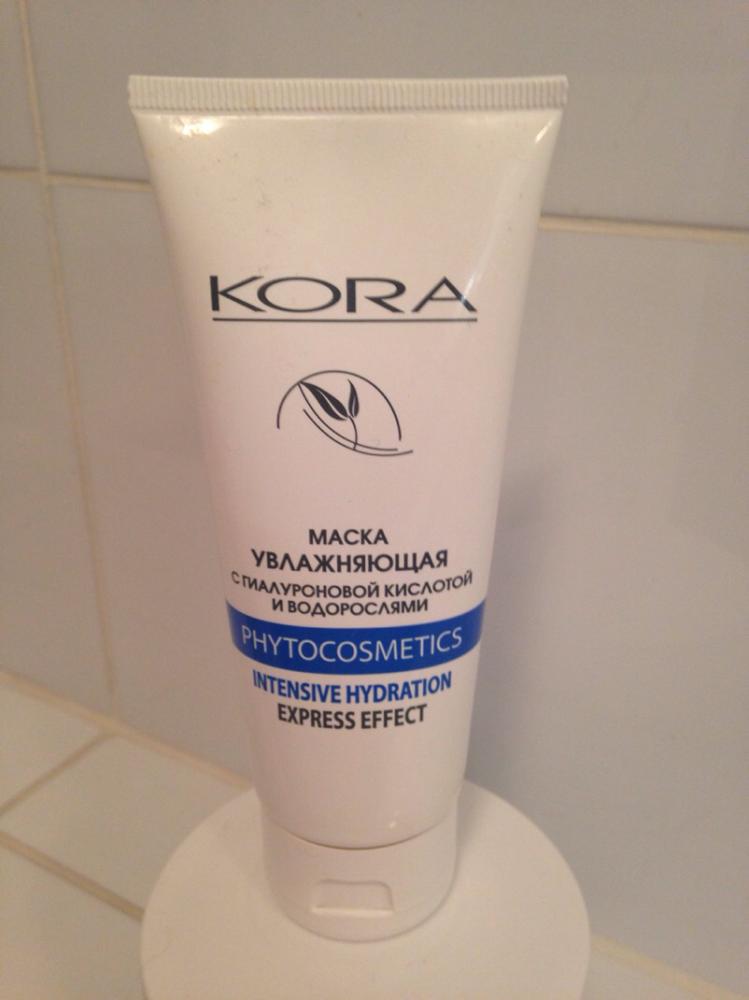 KORA
МАСКА
УВЛАЖНЯЮЩАЯ
С ГИАЛУРОНОВОЙ КИСЛОТОЙ
И ВОДОРОСЛЯМИ
PHYTOCOSMETICS
INTENSIVE HYDRATION
EXPRESS EFFECT